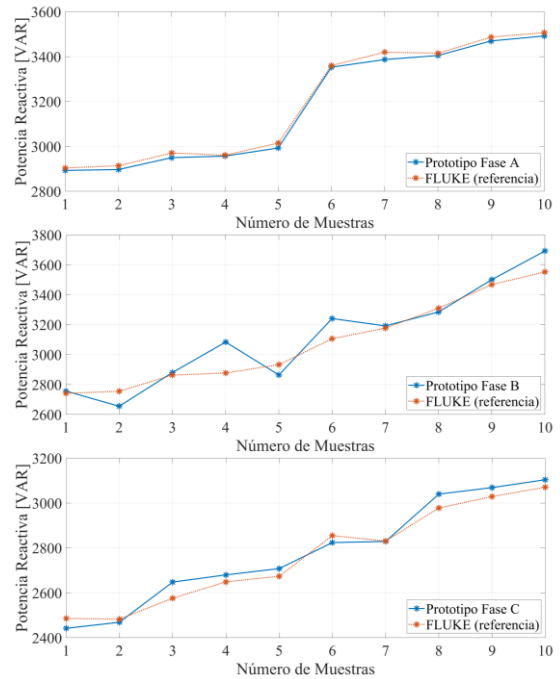 3600
3400
3200
3000
2800
Potencia Reactiva [VAR]
Prototipo Fase A
FLUKE (referencia)
1 2 3 4 5 6 7 8 9 10
Número de Muestras
3800
3600
3400
3200
3000
2800
2600
Potencia Reactiva [VAR]
Prototipo Fase B
FLUKE (referencia)
1 2 3 4 5 6 7 8 9 10
Número de Muestras
3200
3000
2800
2600
2400
Potencia Reactiva [VAR]
Prototipo Fase C
FLUKE (referencia)
1 2 3 4 5 6 7 8 9 10
Número de Muestras